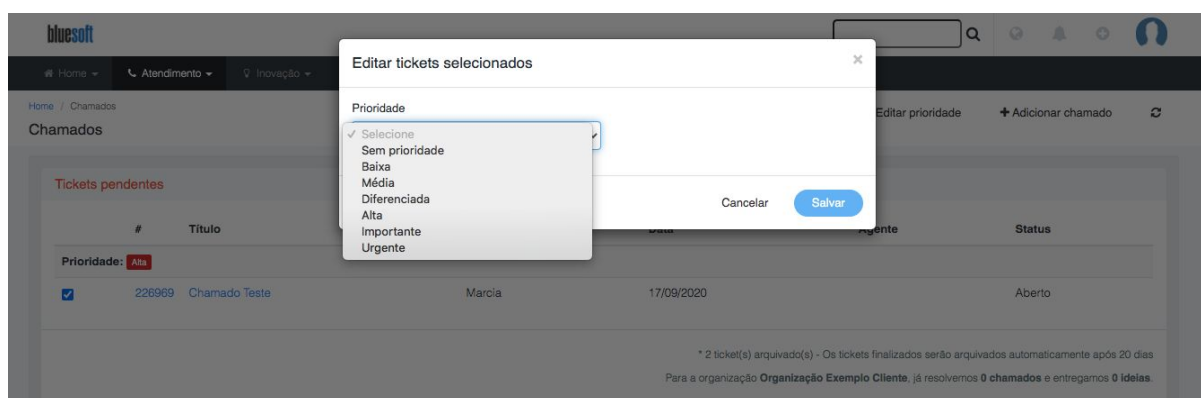 bluesoft
Home Atendimento Inovação
Home / Chamados
Chamados
Editar prioridade + Adicionar chamado
Editar tickets selecionados ×
Prioridade
✓ Selecione
Sem prioridade
Baixa
Média
Diferenciada
Alta
Importante
Urgente
Cancelar Salvar
Tickets pendentes
# Título Data Agente Status
Prioridade: Alta
226969 Chamado Teste Marcia 17/09/2020 Aberto
* 2 ticket(s) arquivado(s) - Os tickets finalizados serão arquivados automaticamente após 20 dias
Para a organização Organização Exemplo Cliente, já resolvemos 0 chamados e entregamos 0 ideias.